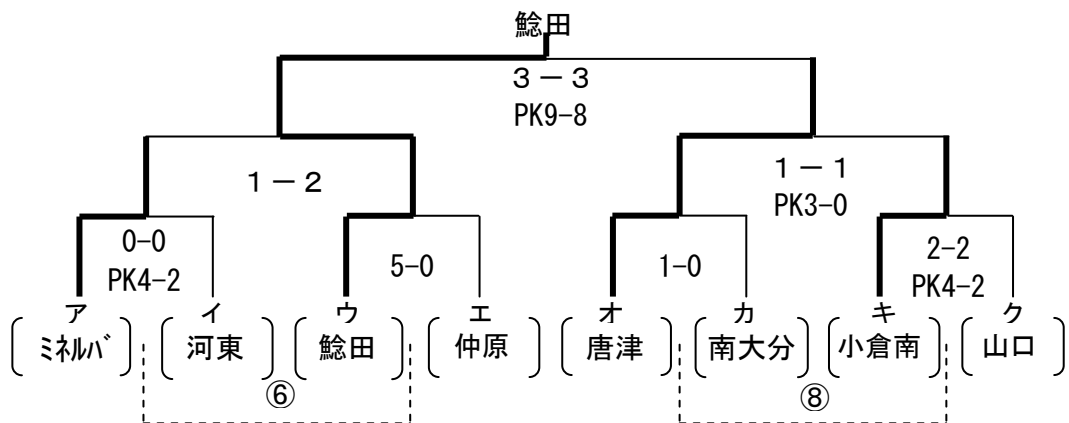 鯰田
３－３
PK9-8
１－２
１－１
PK3-0
0-0
PK4-2
5-0
1-0
2-2
PK4-2
ア イ ウ エ オ カ キ ク
ﾐﾈﾙﾊﾞ 河東 鯰田 仲原 唐津 南大分 小倉南 山口
⑥ ⑧